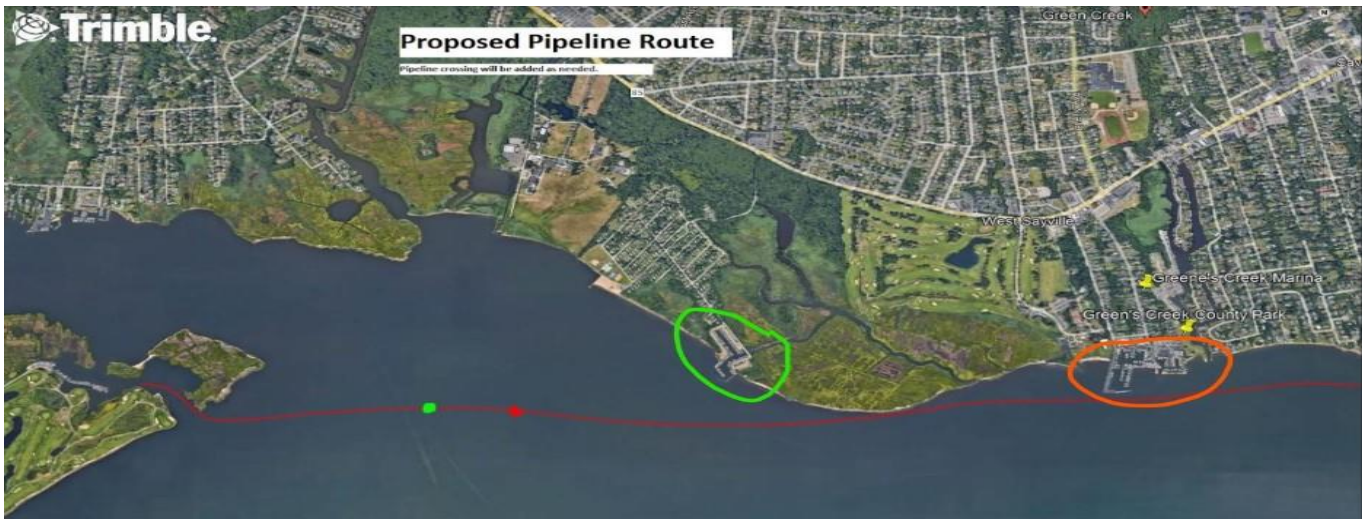 Trimble.
Green Creek
Proposed Pipeline Route
Pipeline crossing will be added as needed.
West Sayville
Greene's Creek Marina
Green's Creek County Park